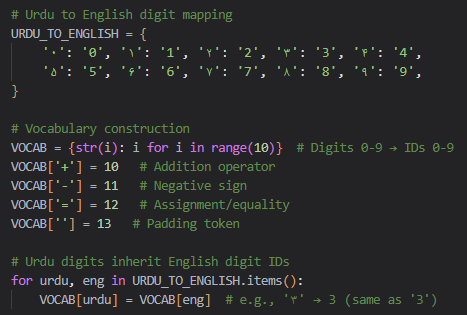 # Urdu to English digit mapping
URDU_TO_ENGLISH = {
'۰': '0', '۱': '1', '۲': '2', '۳': '3', '۴': '4',
'۵': '5', '۶': '6', '۷': '7', '۸': '8', '۹': '9',
}
# Vocabulary construction
VOCAB = {str(i): i for i in range(10)} # Digits 0-9 → IDs 0-9
VOCAB['+'] = 10 # Addition operator
VOCAB['-'] = 11 # Negative sign
VOCAB['='] = 12 # Assignment/equality
VOCAB[''] = 13 # Padding token
# Urdu digits inherit English digit IDs
for urdu, eng in URDU_TO_ENGLISH.items():
VOCAB[urdu] = VOCAB[eng] # e.g., '۳' → 3 (same as '3')